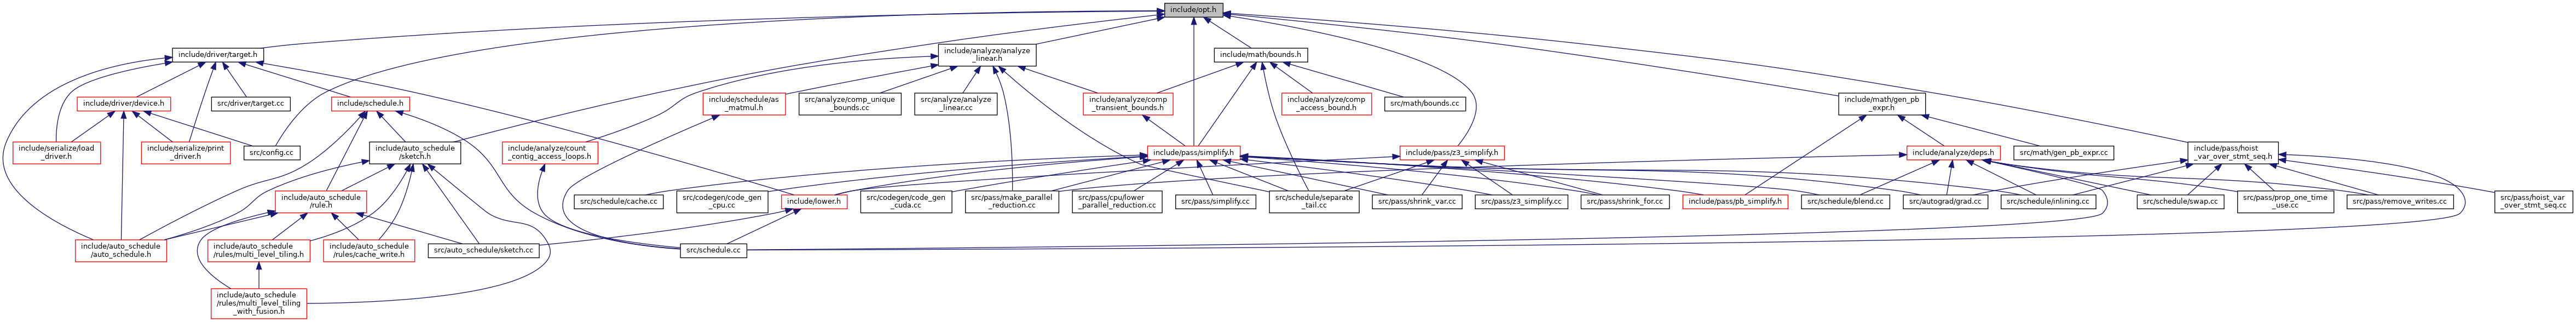 include/opt.h
include/driver/target.h
include/analyze/analyze
_linear.h
include/math/bounds.h
include/driver/device.h
src/driver/target.cc
include/schedule.h
include/schedule/as
_matmul.h
src/analyze/comp_unique
_bounds.cc
src/analyze/analyze
_linear.cc
include/analyze/comp
_transient_bounds.h
include/analyze/comp
_access_bound.h
src/math/bounds.cc
include/math/gen_pb
_expr.h
include/serialize/load
_driver.h
include/serialize/print
_driver.h
src/config.cc
include/auto_schedule
/sketch.h
include/analyze/count
_contig_access_loops.h
include/pass/simplify.h
include/pass/z3_simplify.h
include/analyze/deps.h
src/math/gen_pb_expr.cc
include/pass/hoist
_var_over_stmt_seq.h
include/auto_schedule
/rule.h
src/schedule/cache.cc
src/codegen/code_gen
_cpu.cc
include/lower.h
src/codegen/code_gen
_cuda.cc
src/pass/make_parallel
_reduction.cc
src/pass/cpu/lower
_parallel_reduction.cc
src/pass/simplify.cc
src/schedule/separate
_tail.cc
src/pass/shrink_var.cc
src/pass/z3_simplify.cc
src/pass/shrink_for.cc
include/pass/pb_simplify.h
src/schedule/blend.cc
src/autograd/grad.cc
src/schedule/inlining.cc
src/schedule/swap.cc
src/pass/prop_one_time
_use.cc
src/pass/remove_writes.cc
src/pass/hoist_var
_over_stmt_seq.cc
include/auto_schedule
/auto_schedule.h
include/auto_schedule
/rules/multi_level_tiling.h
include/auto_schedule
/rules/cache_write.h
src/auto_schedule/sketch.cc
src/schedule.cc
include/auto_schedule
/rules/multi_level_tiling
_with_fusion.h